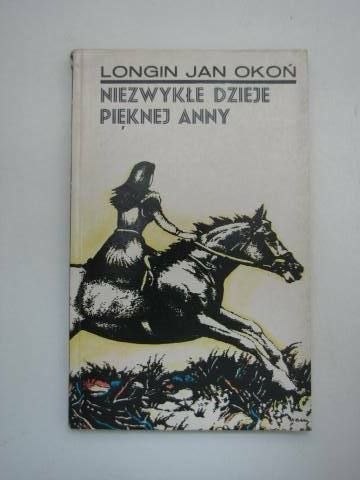 LONGIN JAN OKOŃ
NIEZWYKŁE DZIEJE
PIĘKNEJ ANNY